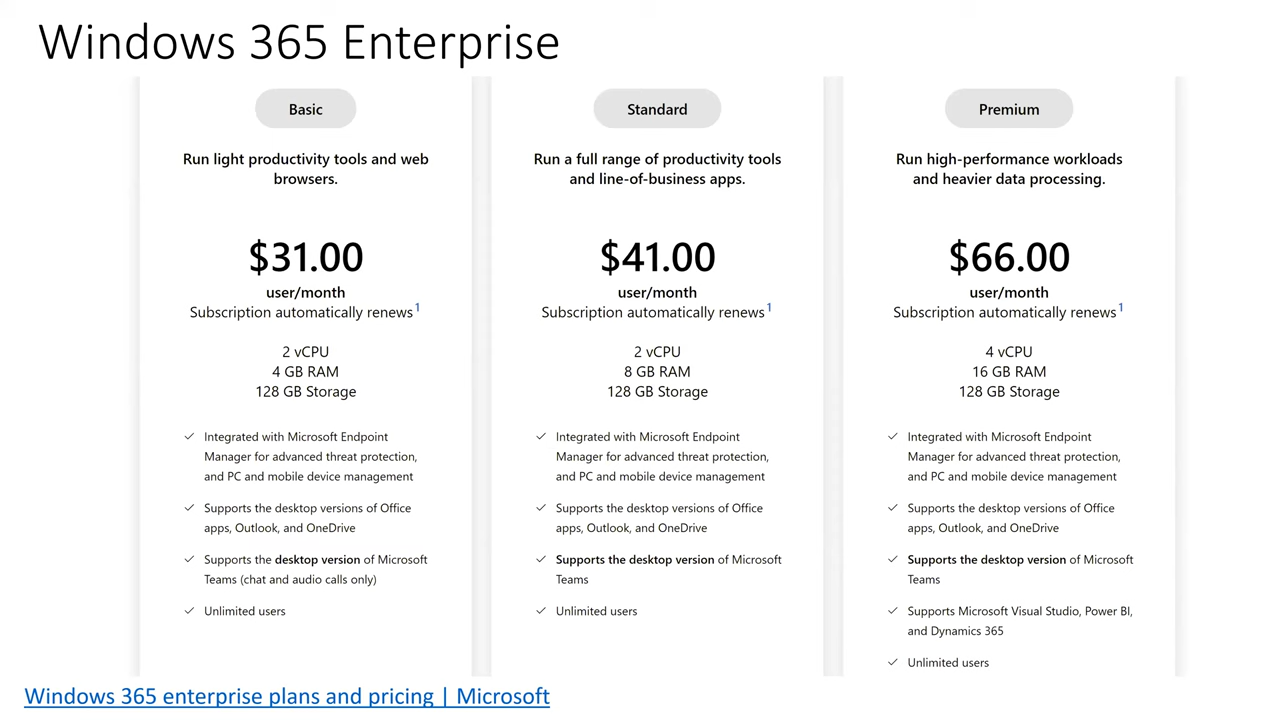 Windows 365 Enterprise
Basic
Run light productivity tools and web
browsers.
$31.00
user/month
Subscription automatically renews1
2 vCPU
4 GB RAM
128 GB Storage
Integrated with Microsoft Endpoint
Manager for advanced threat protection,
and PC and mobile device management
Supports the desktop versions of Office
apps, Outlook, and OneDrive
Supports the desktop version of Microsoft
Teams (chat and audio calls only)
Unlimited users
Standard
Run a full range of productivity tools
and line-of-business apps.
$41.00
user/month
Subscription automatically renews1
2 vCPU
8 GB RAM
128 GB Storage
Integrated with Microsoft Endpoint
Manager for advanced threat protection,
and PC and mobile device management
Supports the desktop versions of Office
apps, Outlook, and OneDrive
Supports the desktop version of Microsoft
Teams
Unlimited users
Premium
Run high-performance workloads
and heavier data processing.
$66.00
user/month
Subscription automatically renews1
4 vCPU
16 GB RAM
128 GB Storage
Integrated with Microsoft Endpoint
Manager for advanced threat protection,
and PC and mobile device management
Supports the desktop versions of Office
apps, Outlook, and OneDrive
Supports the desktop version of Microsoft
Teams
Supports Microsoft Visual Studio, Power BI,
and Dynamics 365
Unlimited users
Windows 365 enterprise plans and pricing | Microsoft